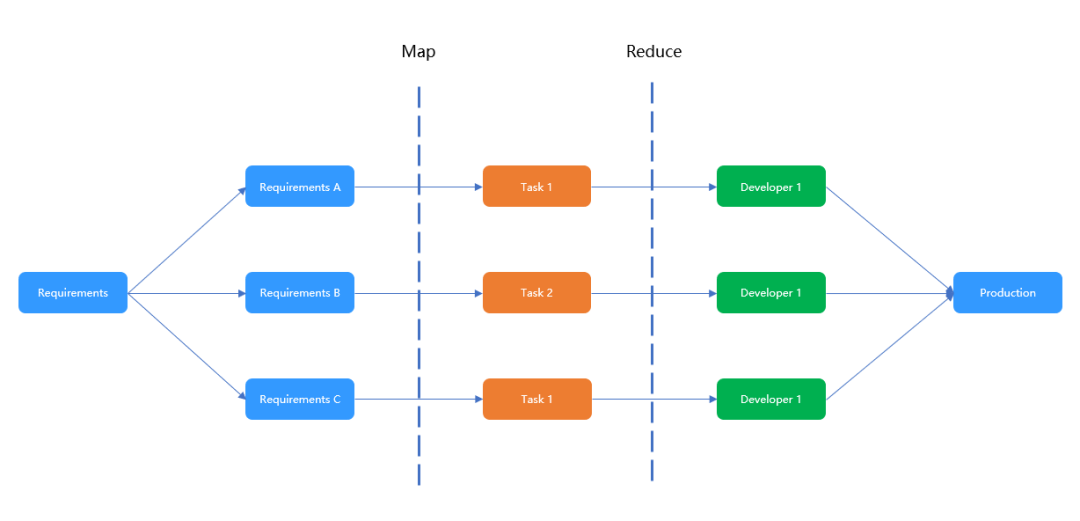 Map
Reduce
Requirements A
Task 1
Developer 1
Requirements
Requirements B
Task 2
Developer 1
Production
Requirements C
Task 1
Developer 1